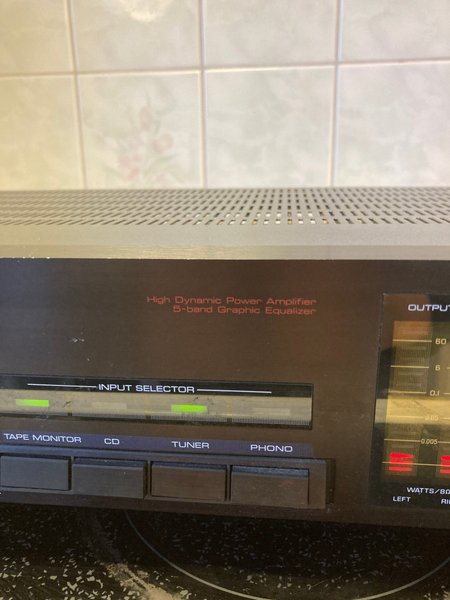 High Dynamic Power Amplifier
5-band Graphic Equalizer
OUTPUT
60
6
0.1
0.005
INPUT SELECTOR
TAPE MONITOR CD TUNER PHONO
LEFT